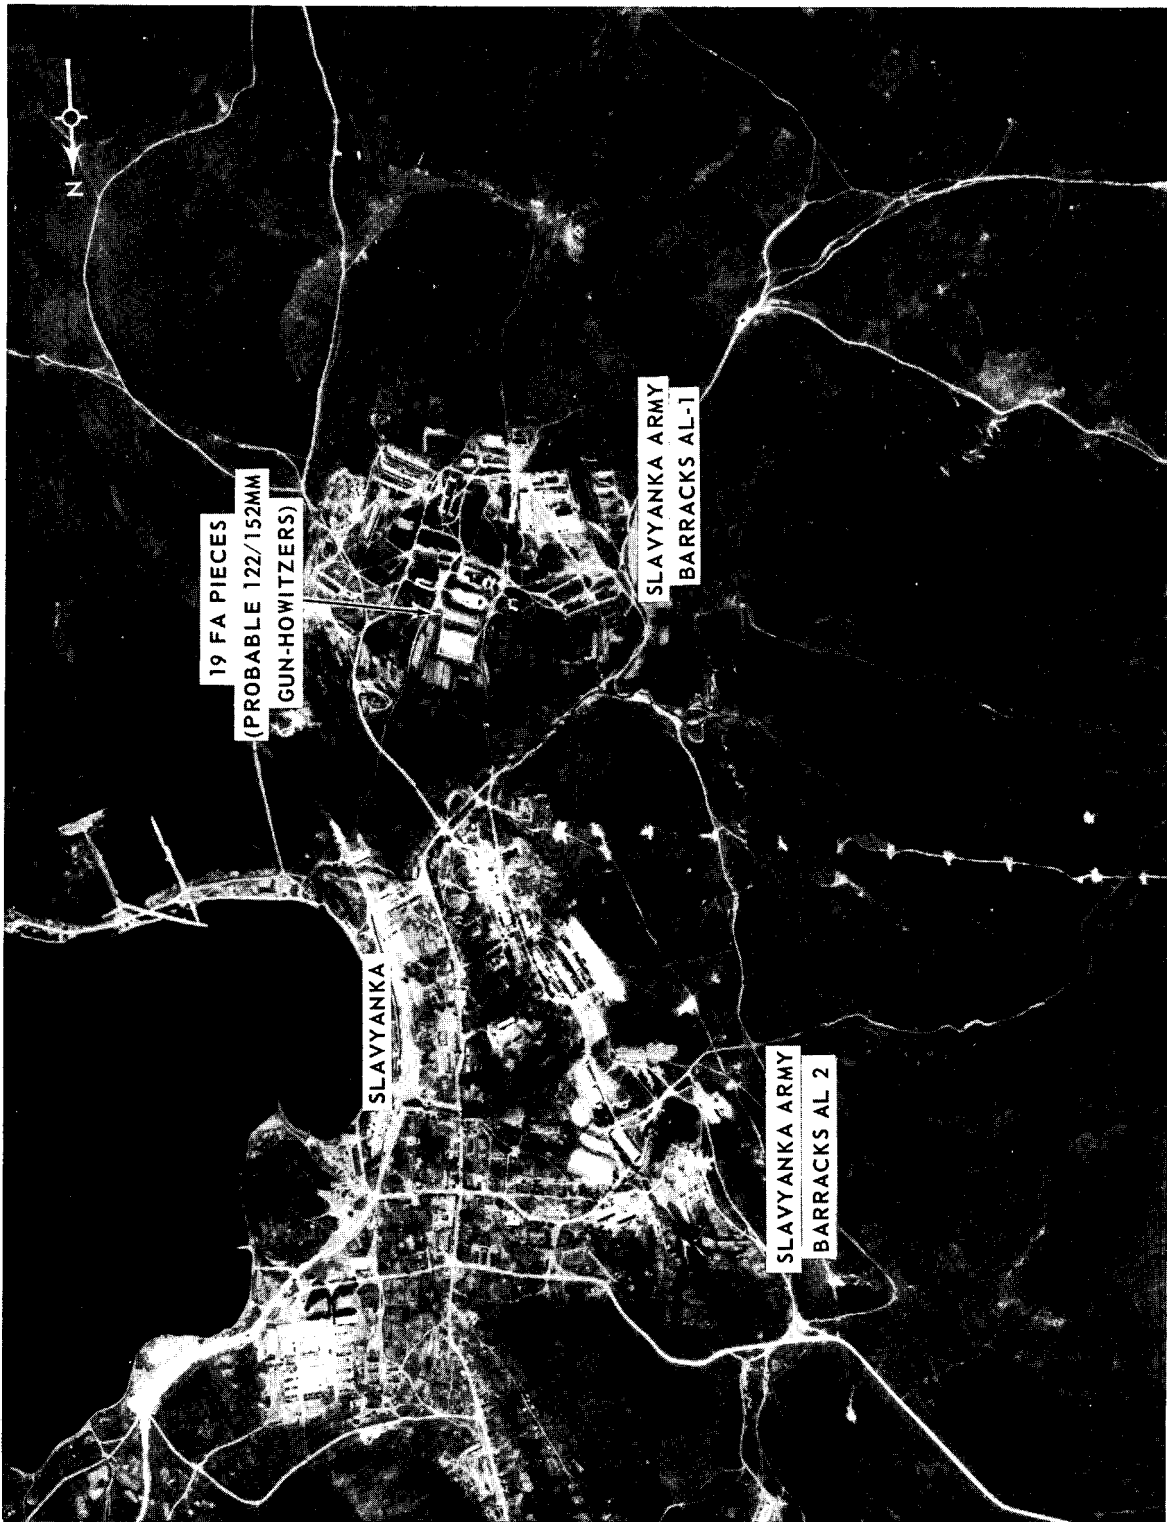 N
19 FA PIECES
(PROBABLE 122/152MM
GUN-HOWITZERS)
SLAVYANKA ARMY
BARRACKS AL-1
SLAVYANKA
SLAVYANKA ARMY
BARRACKS AL 2